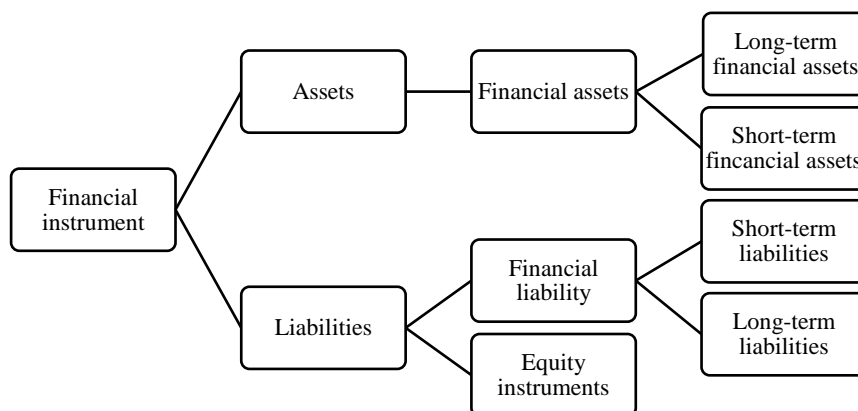 Long-term
financial assets
Assets
Financial assets
Short-term
fincancial assets
Financial
instrument
Short-term
liabilities
Financial
liability
Liabilities
Long-term
liabilities
Equity
instruments